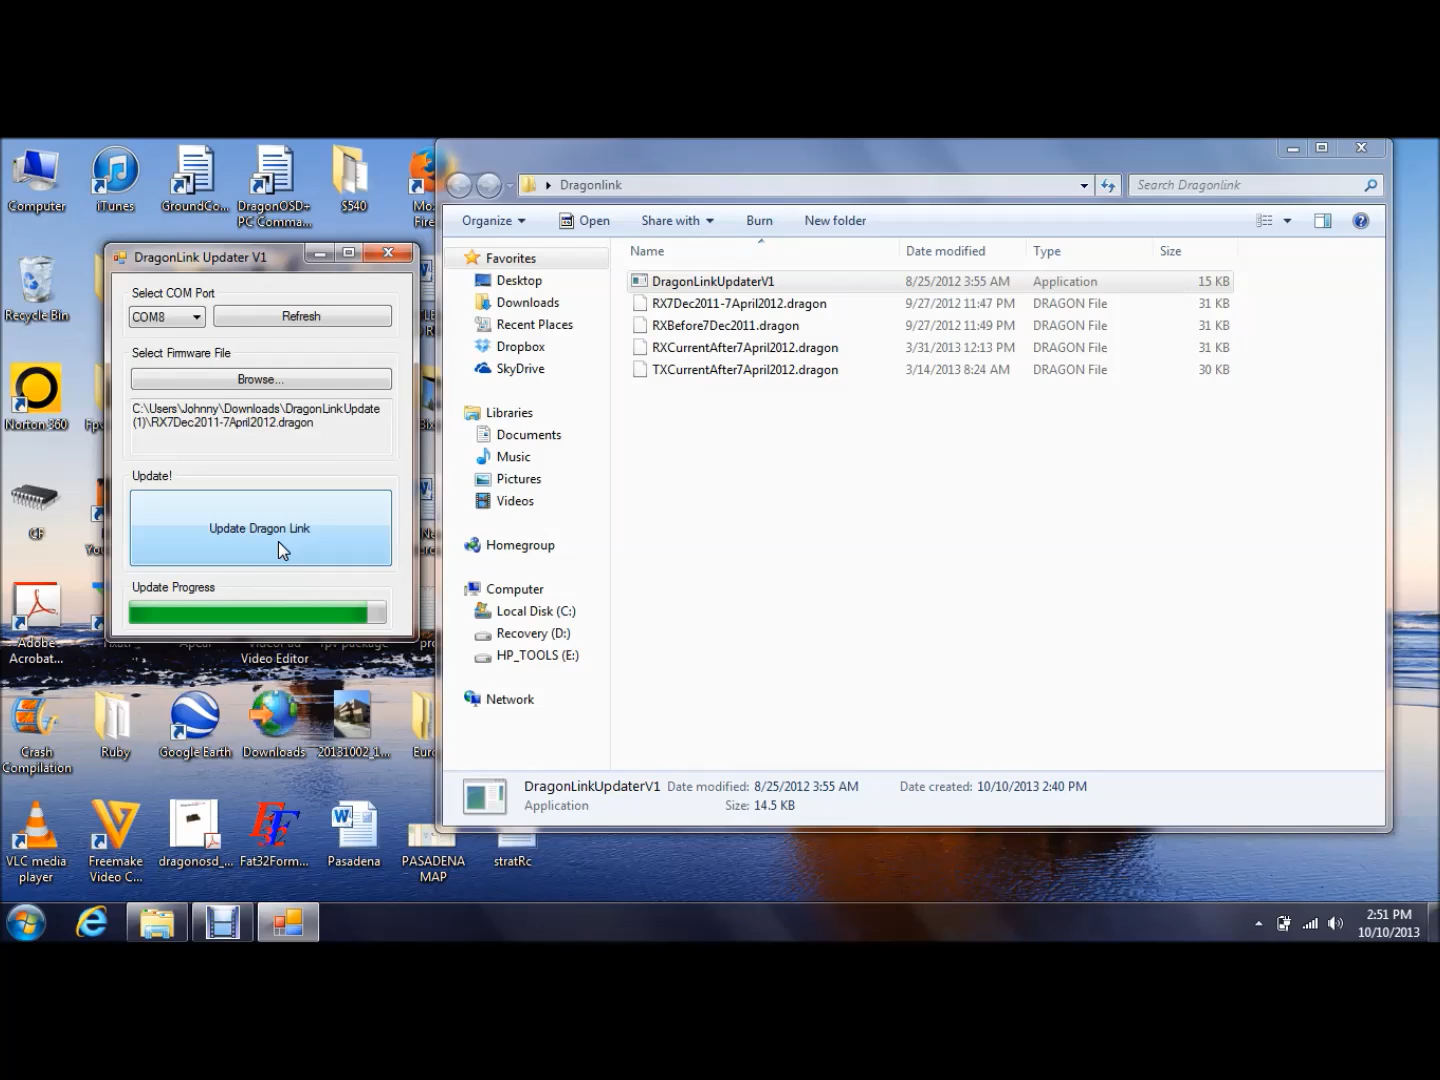 Computer
iTunes
GroundCo...
DragonOSD+
PC Comma...
S540
Mo...
Fire...
Recycle Bin
Norton 360
Fpv
CF
Yo
Adobe
Acrobat...
Video Editor
Crash
Compilation
Ruby
Google Earth
Downloads
20131002_1...
Euro
VLC media
player
Freemake
Video C...
dragonosd_...
Fat32Form...
Pasadena
PASADENA
MAP
stratRc
DragonLink Updater V1
Select COM Port
COM8
Refresh
Select Firmware File
Browse...
C:\Users\Johnny\Downloads\DragonLinkUpdate
(1)\RX7Dec2011-7April2012.dragon
Update!
Update Dragon Link
Update Progress
Dragonlink
Search Dragonlink
Organize Open Share with Burn New folder
Favorites
Desktop
Downloads
Recent Places
Dropbox
SkyDrive
Libraries
Documents
Music
Pictures
Videos
Homegroup
Computer
Local Disk (C:)
Recovery (D:)
HP_TOOLS (E:)
Network
Name Date modified Type Size
DragonLinkUpdaterV1 8/25/2012 3:55 AM Application 15 KB
RX7Dec2011-7April2012.dragon 9/27/2012 11:47 PM DRAGON File 31 KB
RXBefore7Dec2011.dragon 9/27/2012 11:49 PM DRAGON File 31 KB
RXCurrentAfter7April2012.dragon 3/31/2013 12:13 PM DRAGON File 31 KB
TXCurrentAfter7April2012.dragon 3/14/2013 8:24 AM DRAGON File 30 KB
DragonLinkUpdaterV1 Date modified: 8/25/2012 3:55 AM Date created: 10/10/2013 2:40 PM
Application Size: 14.5 KB
2:51 PM
10/10/2013